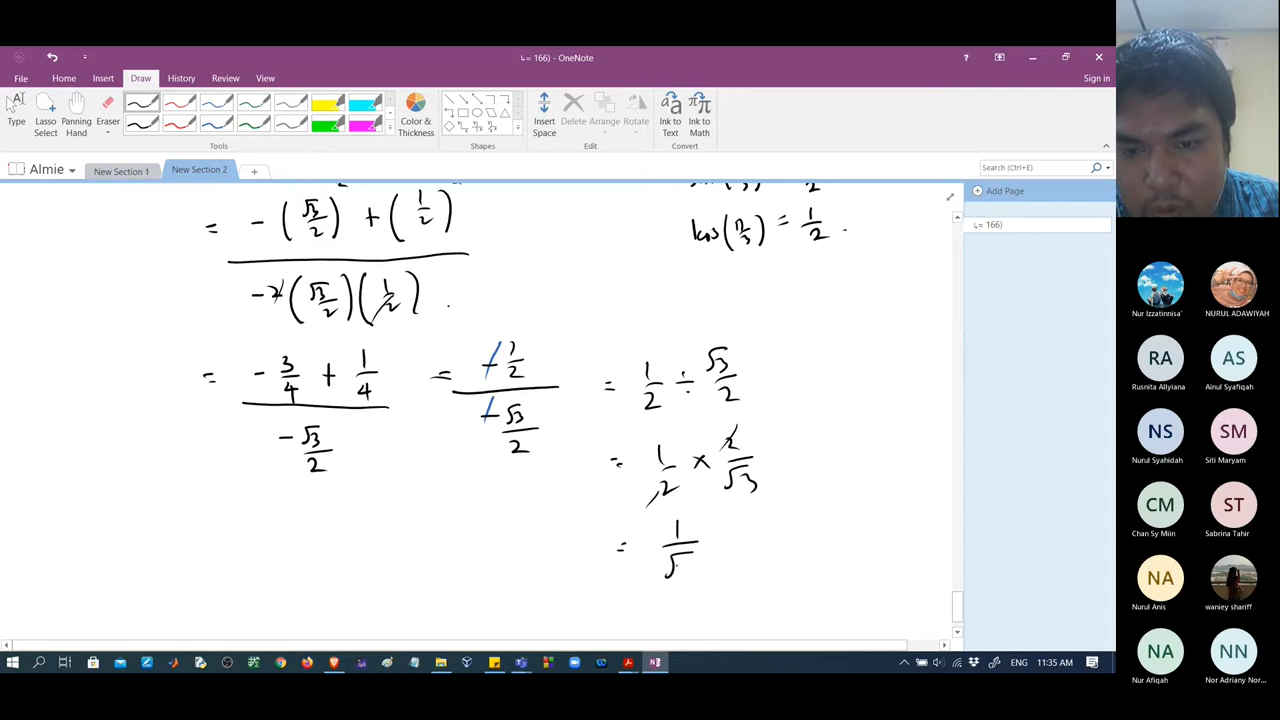 (L= 166) - OneNote
File Home Insert Draw History Review View
Sign in
Type
Lasso Select
Panning Hand
Eraser
Color & Thickness
Insert Space
Delete
Arrange
Rotate
Ink to Text
Ink to Math
Tools
Shapes
Edit
Convert
Almie
New Section 1
New Section 2
Search (Ctrl+E)
Add Page
(L= 166)
= (-(√3/2) + (1/2)) / (-2(√3/2)(1/2)) .
kos(π/3) = 1/2 .
= (-3/4 + 1/4) / (-√3/2) = (-1/2) / (-√3/2) = 1/2 ÷ √3/2
= 1/2 × 2/√3
= 1/√
Nur Izzatinnisa'
NURUL ADAWIYAH
RA
Rusnita Allyiana
AS
Ainul Syafiqah
NS
Nurul Syahidah
SM
Siti Maryam
CM
Chan Sy Miin
ST
Sabrina Tahir
NA
Nurul Anis
waniey shariff
NA
Nur Afiqah
NN
Nor Adriany Nor...
ENG
11:35 AM